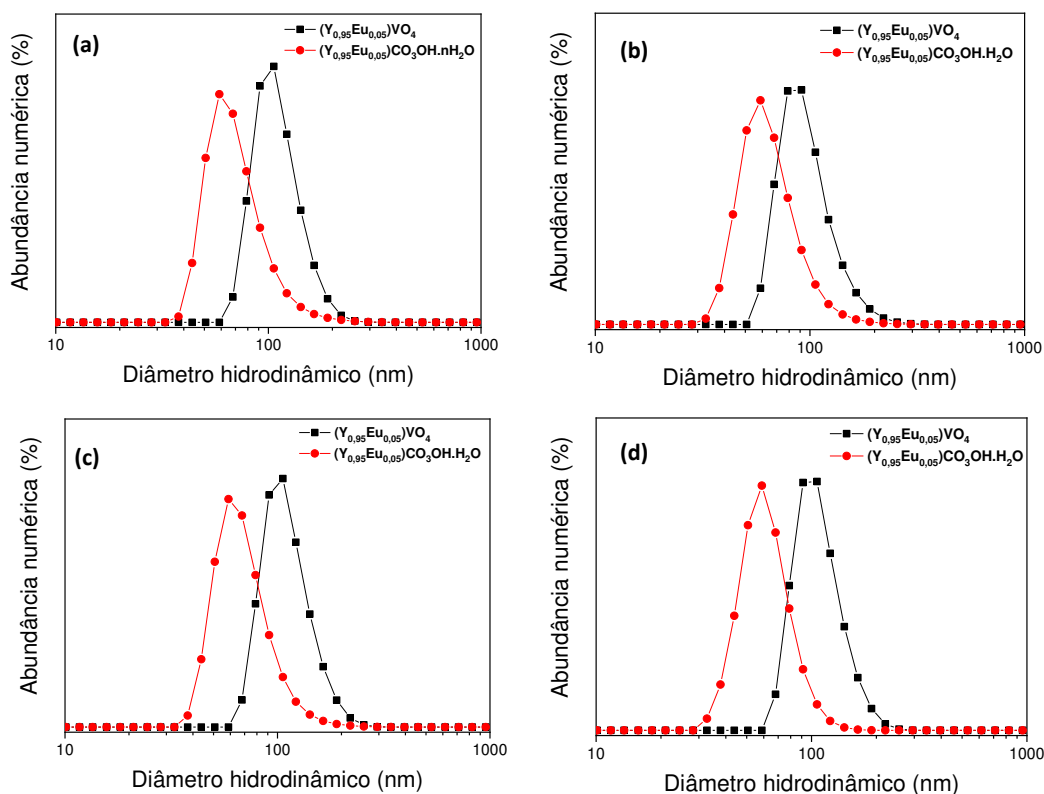 (a)
(Y0,95Eu0,05)VO4
(Y0,95Eu0,05)CO3OH.nH2O
Abundância numérica (%)
10 100 1000
Diâmetro hidrodinâmico (nm)
(b)
(Y0,95Eu0,05)VO4
(Y0,95Eu0,05)CO3OH.H2O
Abundância numérica (%)
10 100 1000
Diâmetro hidrodinâmico (nm)
(c)
(Y0,95Eu0,05)VO4
(Y0,95Eu0,05)CO3OH.H2O
Abundância numérica (%)
10 100 1000
Diâmetro hidrodinâmico (nm)
(d)
(Y0,95Eu0,05)VO4
(Y0,95Eu0,05)CO3OH.H2O
Abundância numérica (%)
10 100 1000
Diâmetro hidrodinâmico (nm)